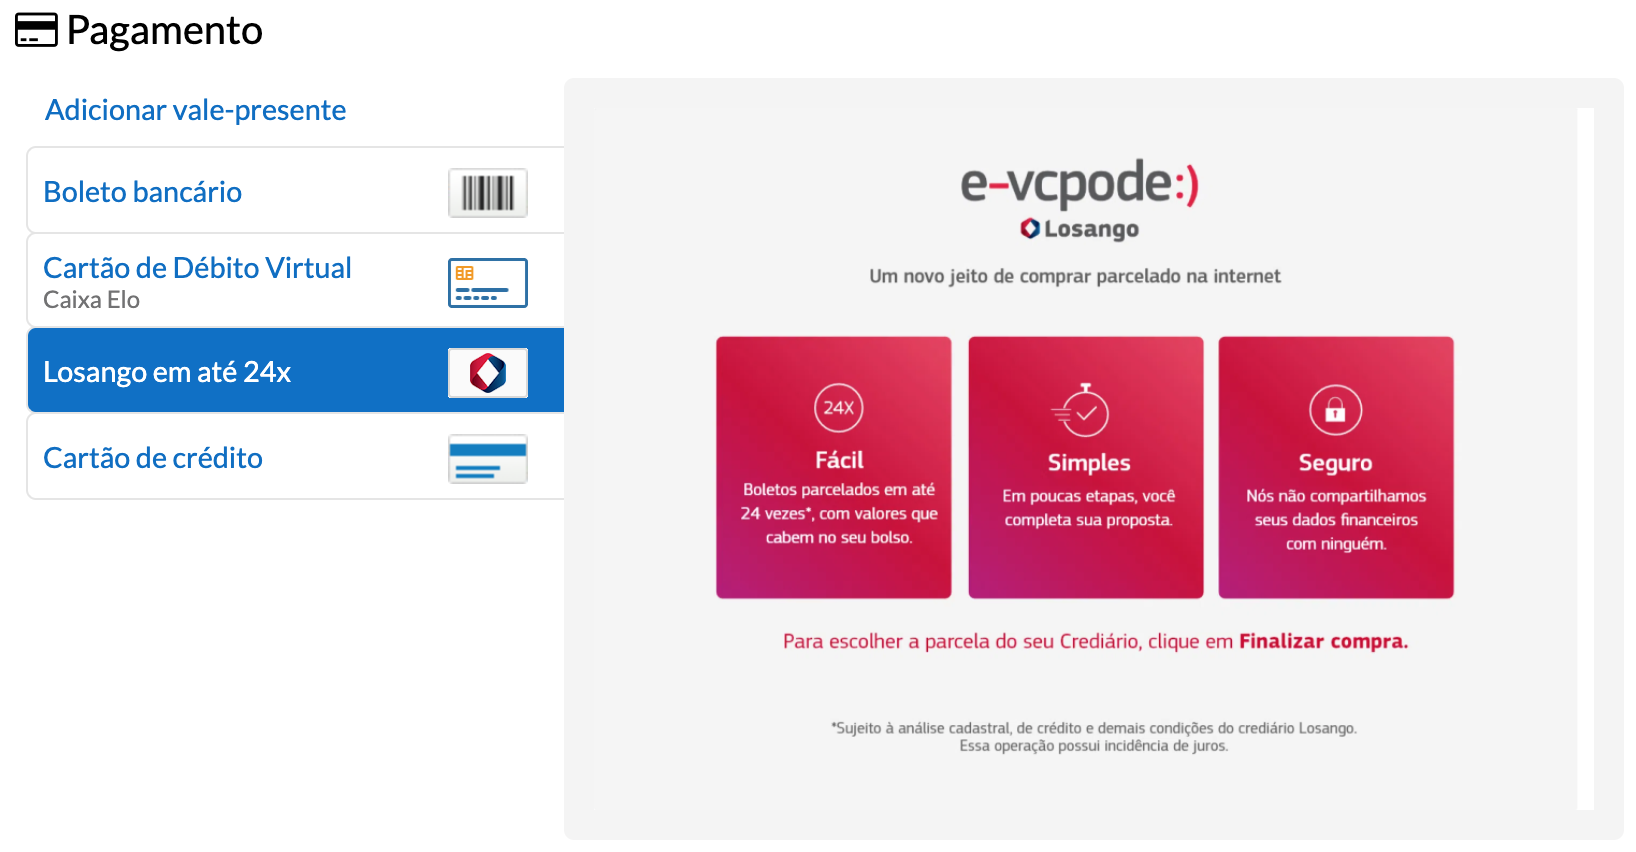 Pagamento
Adicionar vale-presente
Boleto bancário
Cartão de Débito Virtual
Caixa Elo
Losango em até 24x
Cartão de crédito
e-vcpode:)
Losango
Um novo jeito de comprar parcelado na internet
24X
Fácil
Boletos parcelados em até
24 vezes*, com valores que
cabem no seu bolso.
Simples
Em poucas etapas, você
completa sua proposta.
Seguro
Nós não compartilhamos
seus dados financeiros
com ninguém.
Para escolher a parcela do seu Crediário, clique em Finalizar compra.
*Sujeito à análise cadastral, de crédito e demais condições do crediário Losango.
Essa operação possui incidência de juros.